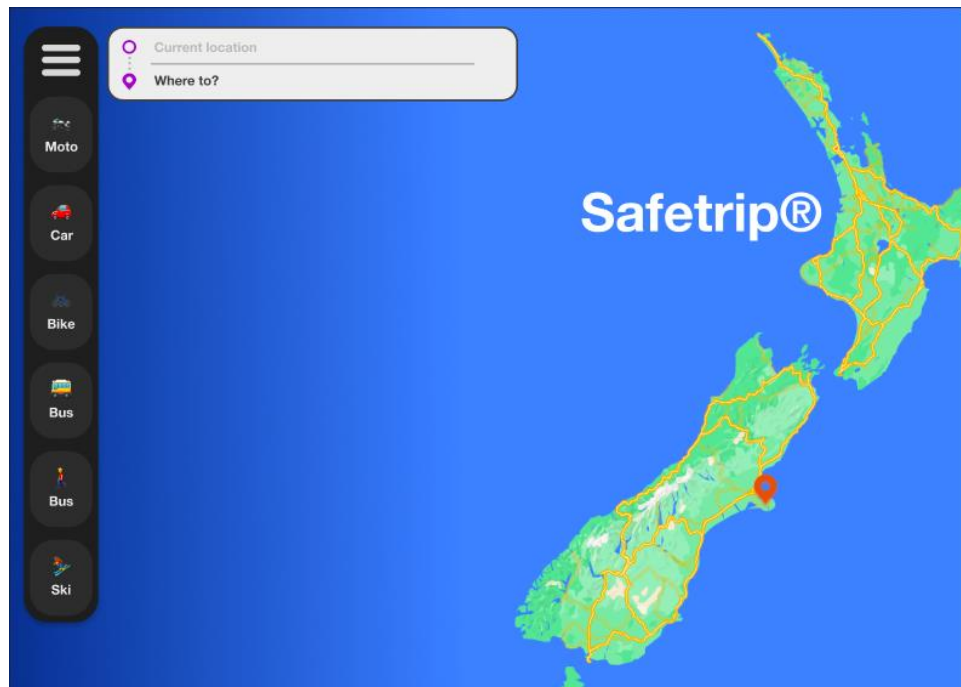 Current location
Where to?
Moto
Safetrip®
Car
Bike
Bus
Bus
Ski